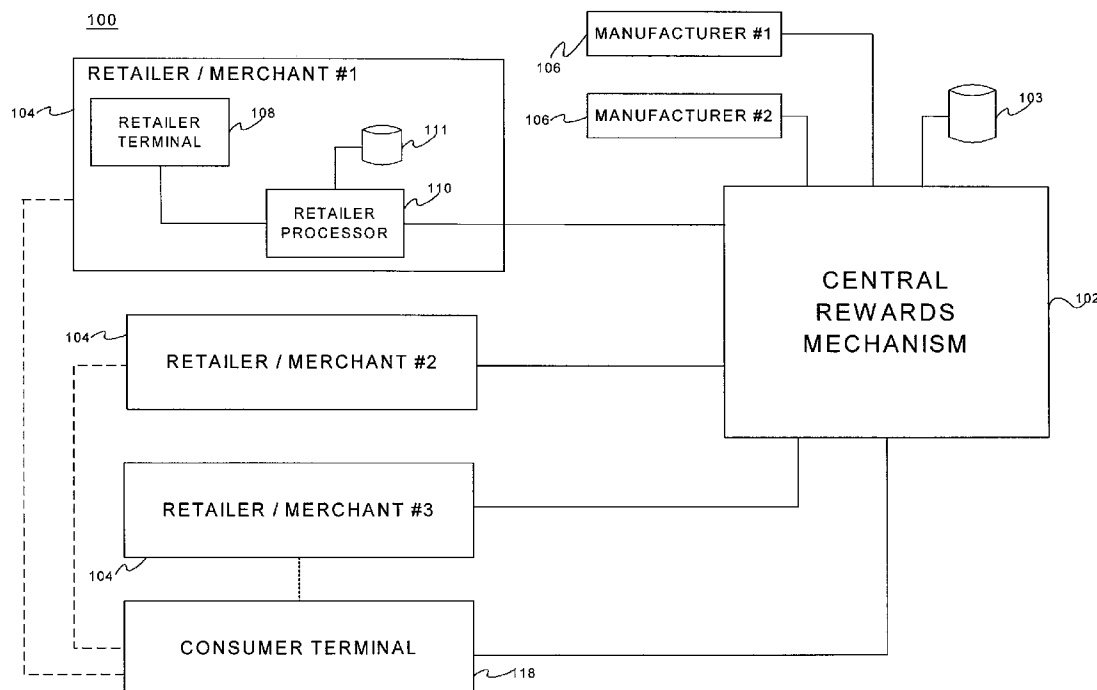 100
MANUFACTURER #1
106
RETAILER / MERCHANT #1
104
RETAILER
TERMINAL
108
MANUFACTURER #2
106
103
111
110
RETAILER
PROCESSOR
CENTRAL
REWARDS
MECHANISM
102
104
RETAILER / MERCHANT #2
RETAILER / MERCHANT #3
104
CONSUMER TERMINAL
118